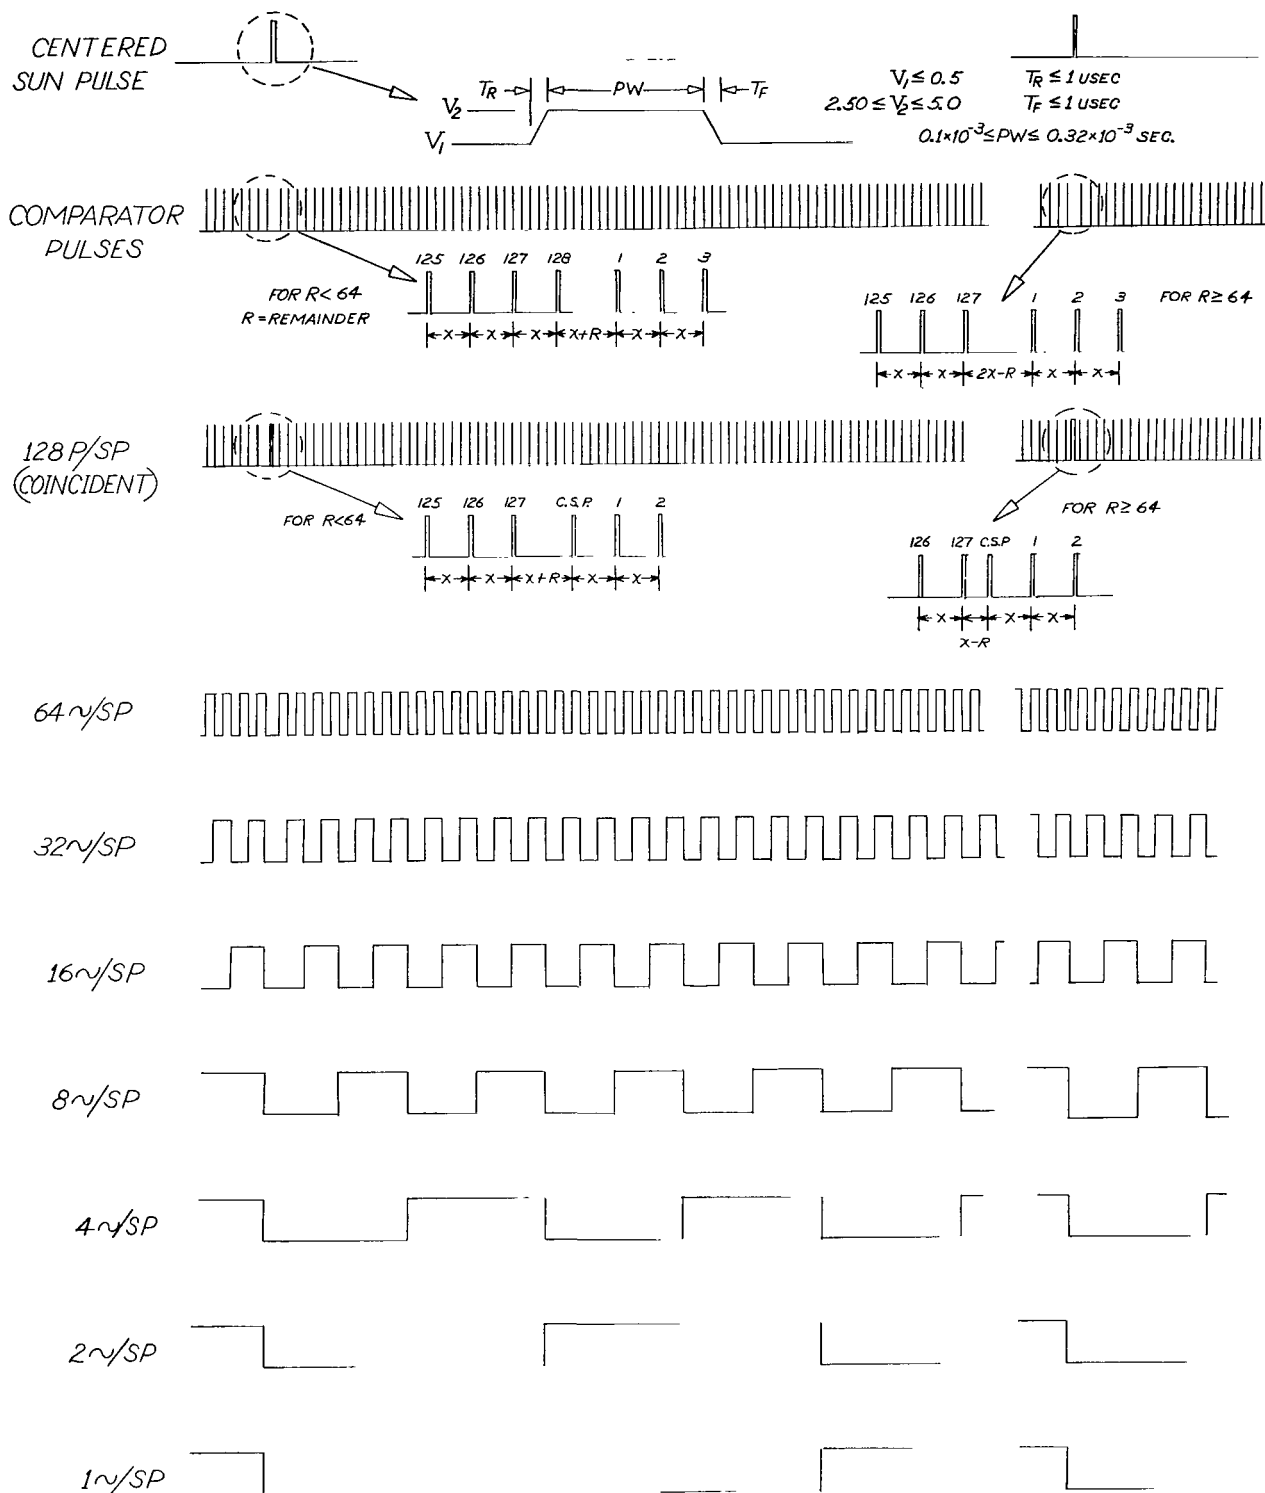 CENTERED
SUN PULSE
V₁ ≤ 0.5 T_R ≤ 1 USEC
2.50 ≤ V₂ ≤ 5.0 T_F ≤ 1 USEC
0.1×10⁻³ ≤ PW ≤ 0.32×10⁻³ SEC.
T_R PW T_F
V₂
V₁
COMPARATOR
PULSES
FOR R< 64
R = REMAINDER
125 126 127 128 1 2 3
X X X X+R X X
125 126 127 1 2 3 FOR R≥ 64
X X 2X-R X X
128 P/SP
(COINCIDENT)
FOR R<64
125 126 127 C.S.P. 1 2
X X X+R X X
FOR R≥ 64
126 127 C.S.P 1 2
X X X
X-R
64~/SP
32~/SP
16~/SP
8~/SP
4~/SP
2~/SP
1~/SP